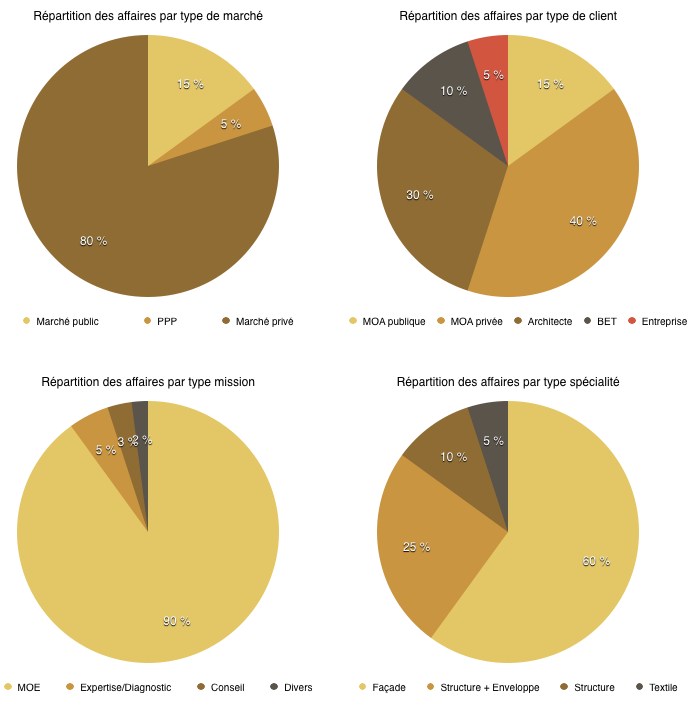 Répartition des affaires par type de marché
15 %
5 %
80 %
Marché public PPP Marché privé
Répartition des affaires par type de client
5 %
15 %
10 %
30 %
40 %
MOA publique MOA privée Architecte BET Entreprise
Répartition des affaires par type mission
5 % 3 % 2 %
90 %
MOE Expertise/Diagnostic Conseil Divers
Répartition des affaires par type spécialité
5 %
10 %
25 %
60 %
Façade Structure + Enveloppe Structure Textile